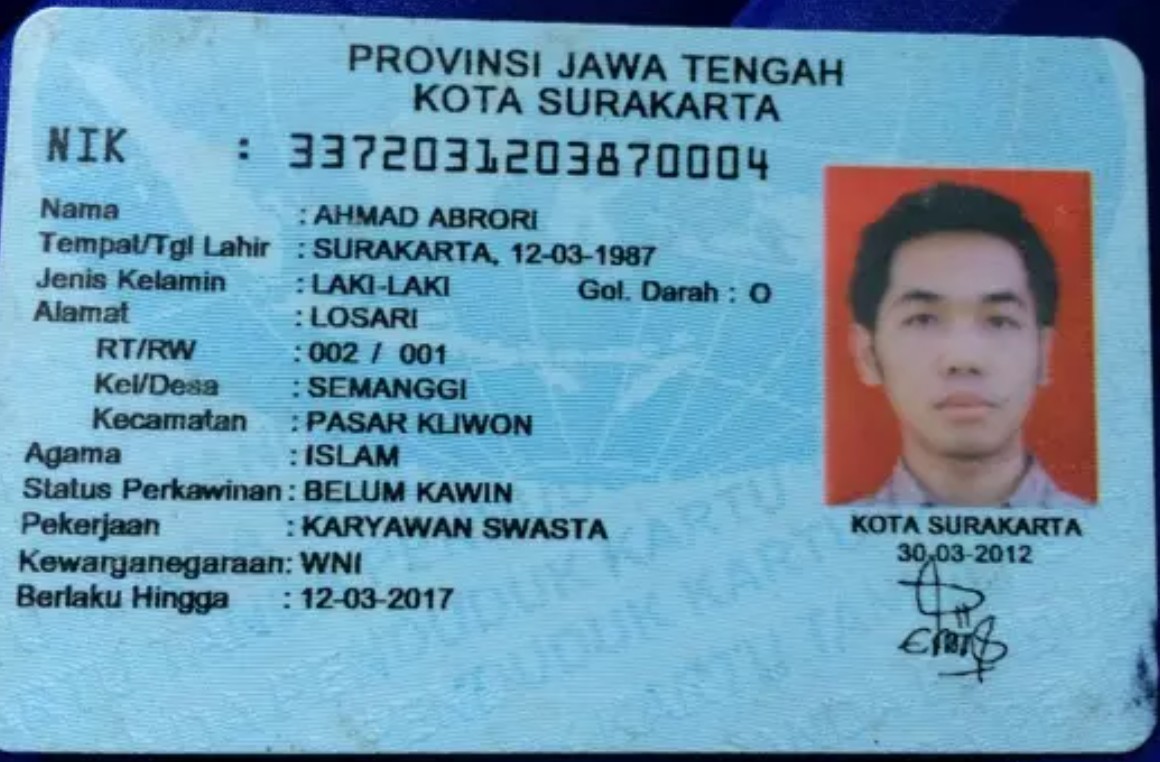 PROVINSI JAWA TENGAH
KOTA SURAKARTA
NIK : 3372031203870004
Nama : AHMAD ABRORI
Tempat/Tgl Lahir : SURAKARTA, 12-03-1987
Jenis Kelamin : LAKI-LAKI Gol. Darah : O
Alamat : LOSARI
RT/RW : 002 / 001
Kel/Desa : SEMANGGI
Kecamatan : PASAR KLIWON
Agama : ISLAM
Status Perkawinan : BELUM KAWIN
Pekerjaan : KARYAWAN SWASTA
Kewarganegaraan : WNI
Berlaku Hingga : 12-03-2017
KOTA SURAKARTA
30-03-2012